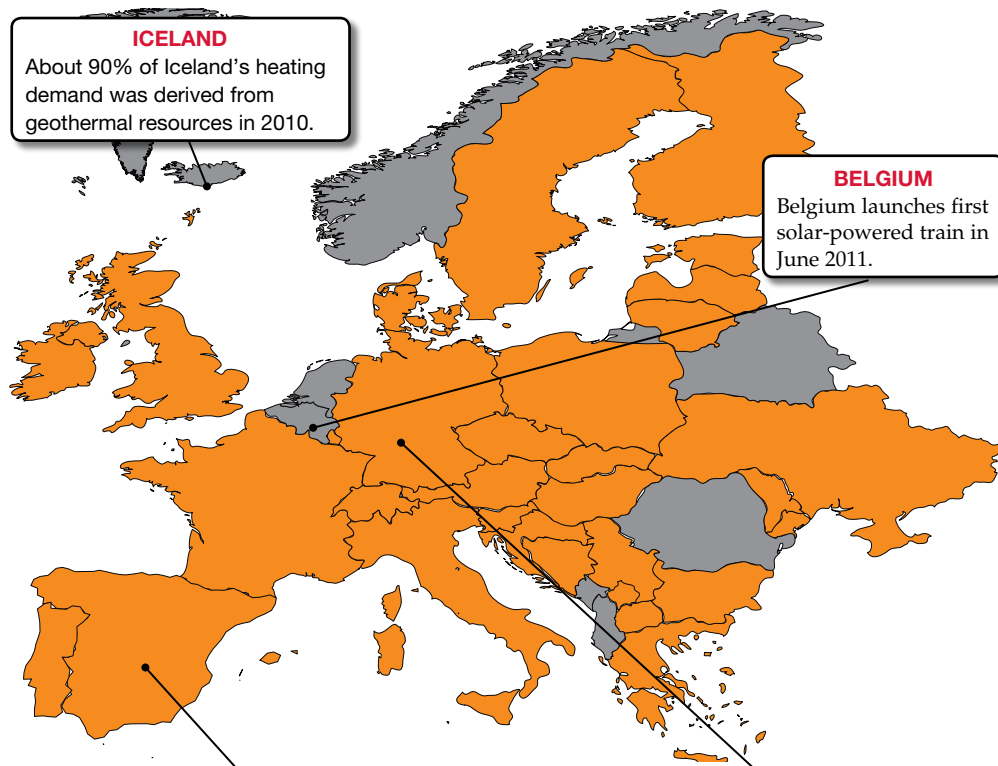 ICELAND
About 90% of Iceland’s heating
demand was derived from
geothermal resources in 2010.
BELGIUM
Belgium launches first
solar-powered train in
June 2011.